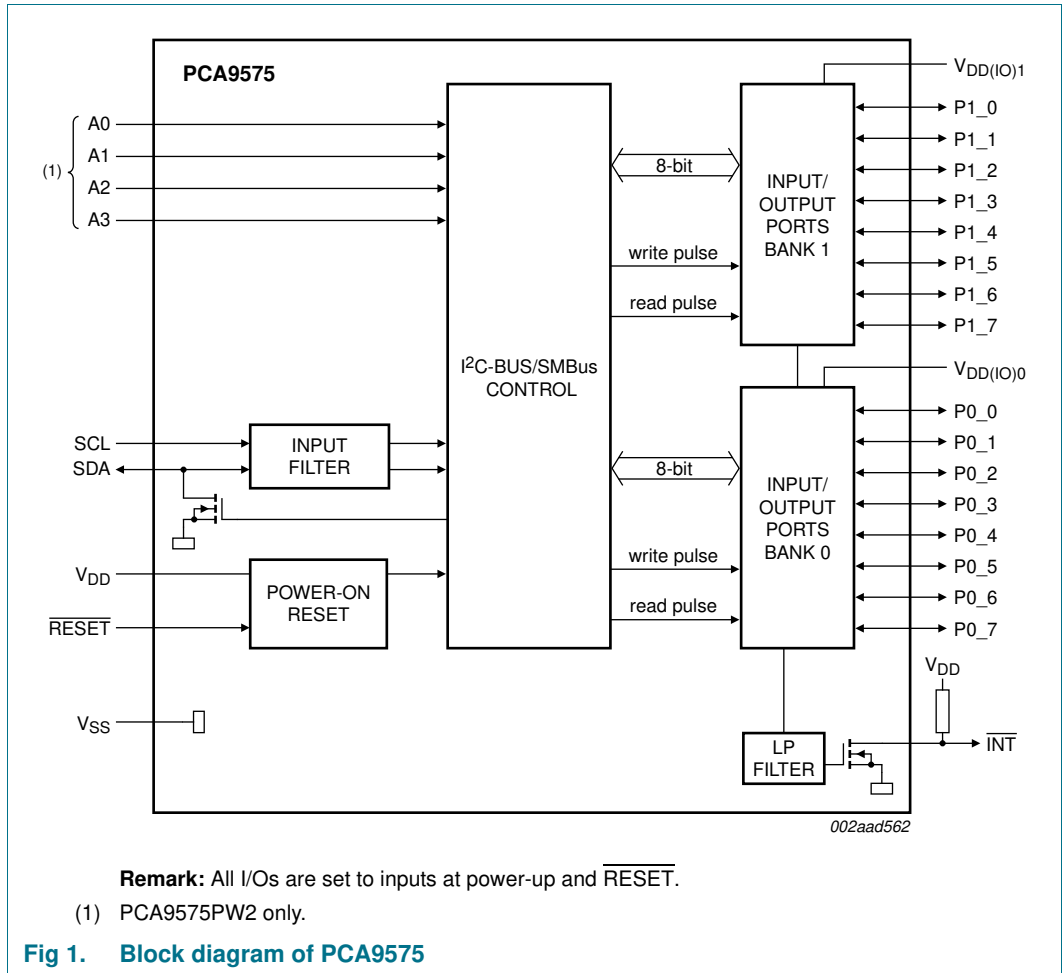 PCA9575
A0
A1
(1)
A2
A3
SCL
SDA
INPUT
FILTER
VDD
RESET
POWER-ON
RESET
VSS
I2C-BUS/SMBus
CONTROL
8-bit
write pulse
read pulse
INPUT/
OUTPUT
PORTS
BANK 1
VDD(IO)1
P1_0
P1_1
P1_2
P1_3
P1_4
P1_5
P1_6
P1_7
8-bit
write pulse
read pulse
INPUT/
OUTPUT
PORTS
BANK 0
VDD(IO)0
P0_0
P0_1
P0_2
P0_3
P0_4
P0_5
P0_6
P0_7
VDD
LP
FILTER
INT
002aad562
Remark: All I/Os are set to inputs at power-up and RESET.
(1) PCA9575PW2 only.
Fig 1. Block diagram of PCA9575